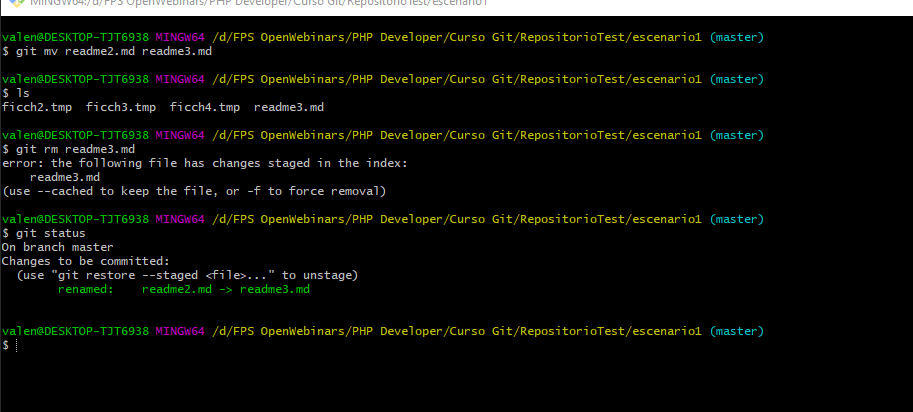 MINGW64:/d/FPS OpenWebinars/PHP Developer/Curso Git/RepositorioTest/escenario1
valen@DESKTOP-TJT6938 MINGW64 /d/FPS OpenWebinars/PHP Developer/Curso Git/RepositorioTest/escenario1 (master)
$ git mv readme2.md readme3.md
valen@DESKTOP-TJT6938 MINGW64 /d/FPS OpenWebinars/PHP Developer/Curso Git/RepositorioTest/escenario1 (master)
$ ls
ficch2.tmp  ficch3.tmp  ficch4.tmp  readme3.md
valen@DESKTOP-TJT6938 MINGW64 /d/FPS OpenWebinars/PHP Developer/Curso Git/RepositorioTest/escenario1 (master)
$ git rm readme3.md
error: the following file has changes staged in the index:
    readme3.md
(use --cached to keep the file, or -f to force removal)
valen@DESKTOP-TJT6938 MINGW64 /d/FPS OpenWebinars/PHP Developer/Curso Git/RepositorioTest/escenario1 (master)
$ git status
On branch master
Changes to be committed:
  (use "git restore --staged <file>..." to unstage)
        renamed:    readme2.md -> readme3.md
valen@DESKTOP-TJT6938 MINGW64 /d/FPS OpenWebinars/PHP Developer/Curso Git/RepositorioTest/escenario1 (master)
$